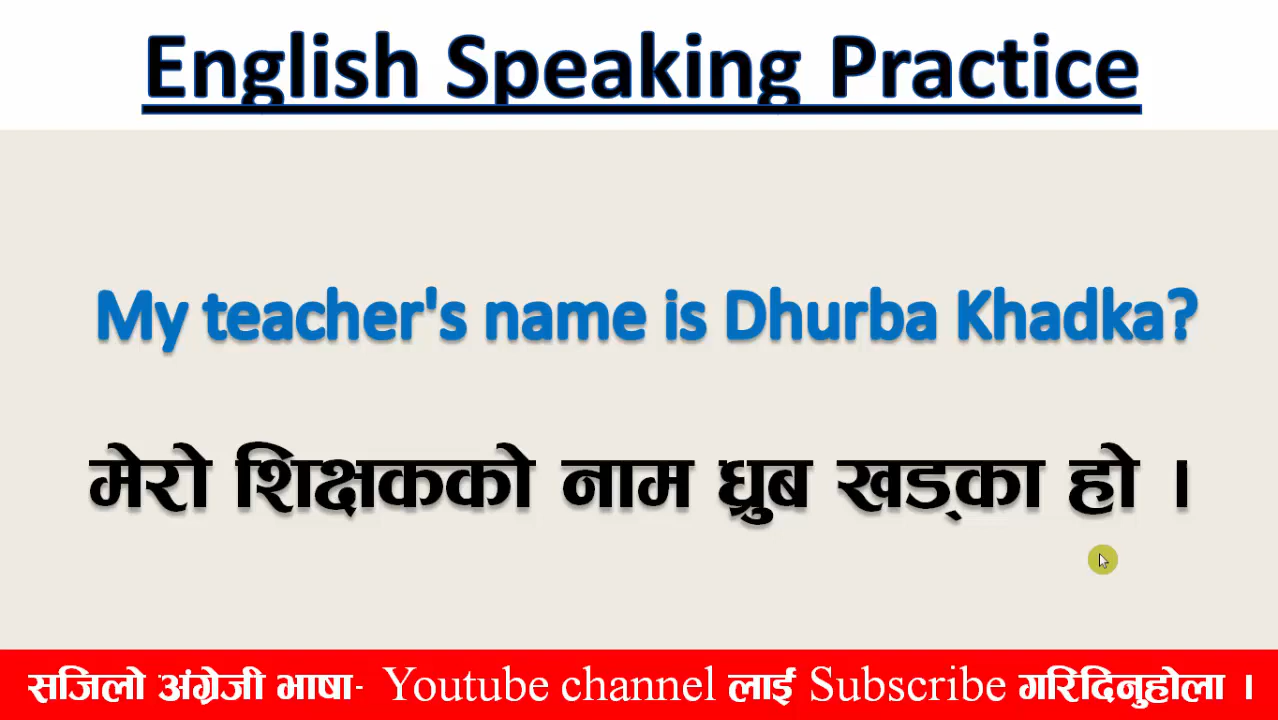 English Speaking Practice
My teacher's name is Dhurba Khadka?
मेरो शिक्षकको नाम ध्रुब खड्का हो ।
सजिलो अंग्रेजी भाषा- Youtube channel लाई Subscribe गरिदिनुहोला ।